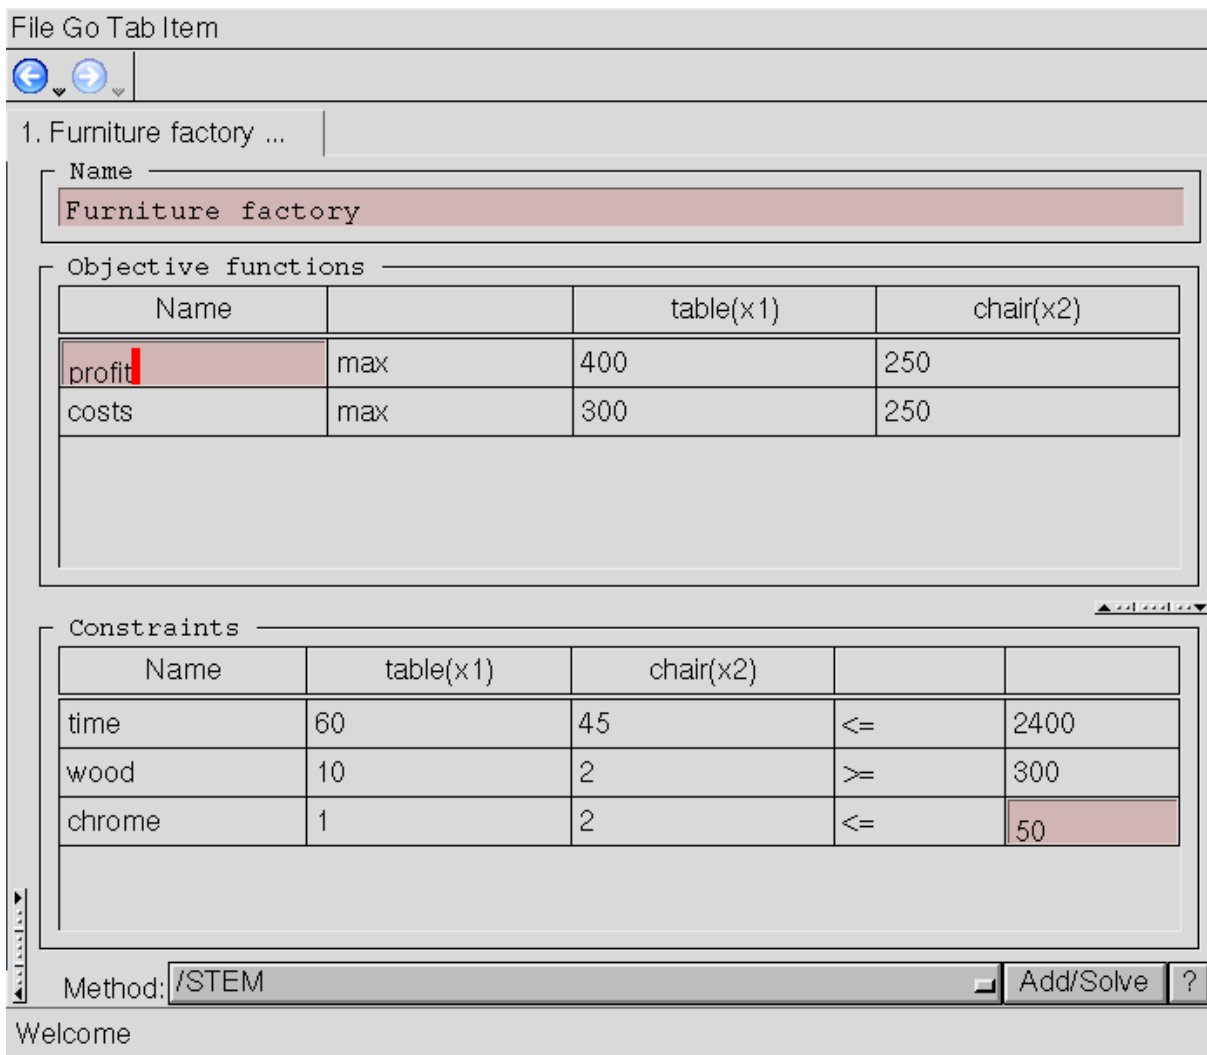 File Go Tab Item
1. Furniture factory ...
Name
Furniture factory
Objective functions
Name table(x1) chair(x2)
profit max 400 250
costs max 300 250
Constraints
Name table(x1) chair(x2)
time 60 45 <= 2400
wood 10 2 >= 300
chrome 1 2 <= 50
Method: /STEM Add/Solve ?
Welcome